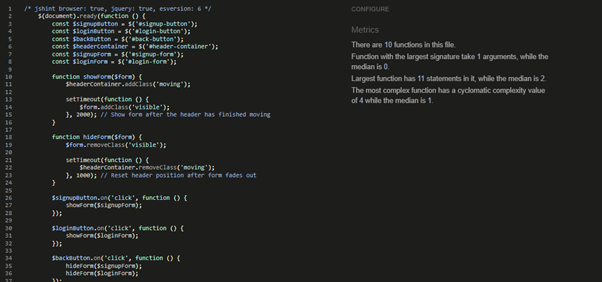 1 /* jshint browser: true, jquery: true, esversion: 6 */
2 $(document).ready(function () {
3 const $signupButton = $('#signup-button');
4 const $loginButton = $('#login-button');
5 const $backButton = $('#back-button');
6 const $headerContainer = $('#header-container');
7 const $signupForm = $('#signup-form');
8 const $loginForm = $('#login-form');
9
10 function showForm($form) {
11 $headerContainer.addClass('moving');
12
13 setTimeout(function () {
14 $form.addClass('visible');
15 }, 2000); // Show form after the header has finished moving
16 }
17
18 function hideForm($form) {
19 $form.removeClass('visible');
20
21 setTimeout(function () {
22 $headerContainer.removeClass('moving');
23 }, 1000); // Reset header position after form fades out
24 }
25
26 $signupButton.on('click', function () {
27 showForm($signupForm);
28 });
29
30 $loginButton.on('click', function () {
31 showForm($loginForm);
32 });
33
34 $backButton.on('click', function () {
35 hideForm($signupForm);
36 hideForm($loginForm);
37 });
CONFIGURE
Metrics
There are 10 functions in this file.
Function with the largest signature take 1 arguments, while the
median is 0.
Largest function has 11 statements in it, while the median is 2.
The most complex function has a cyclomatic complexity value
of 4 while the median is 1.